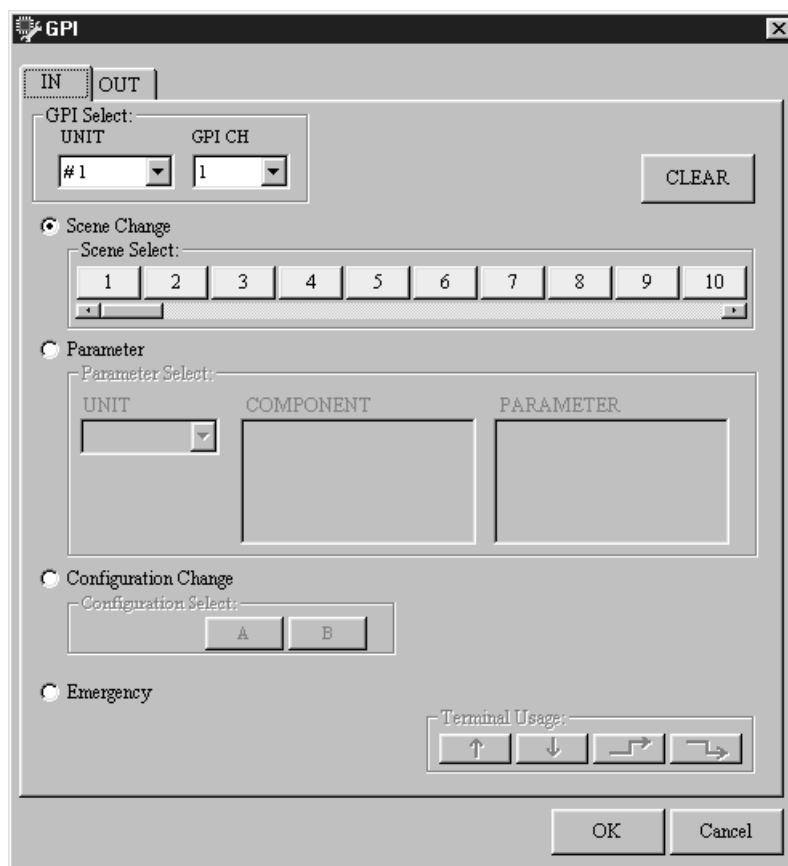 GPI
IN OUT
GPI Select:
UNIT GPI CH
#1 1
CLEAR
Scene Change
Scene Select:
1 2 3 4 5 6 7 8 9 10
Parameter
Parameter Select:
UNIT COMPONENT PARAMETER
Configuration Change
Configuration Select:
A B
Emergency
Terminal Usage:
OK Cancel